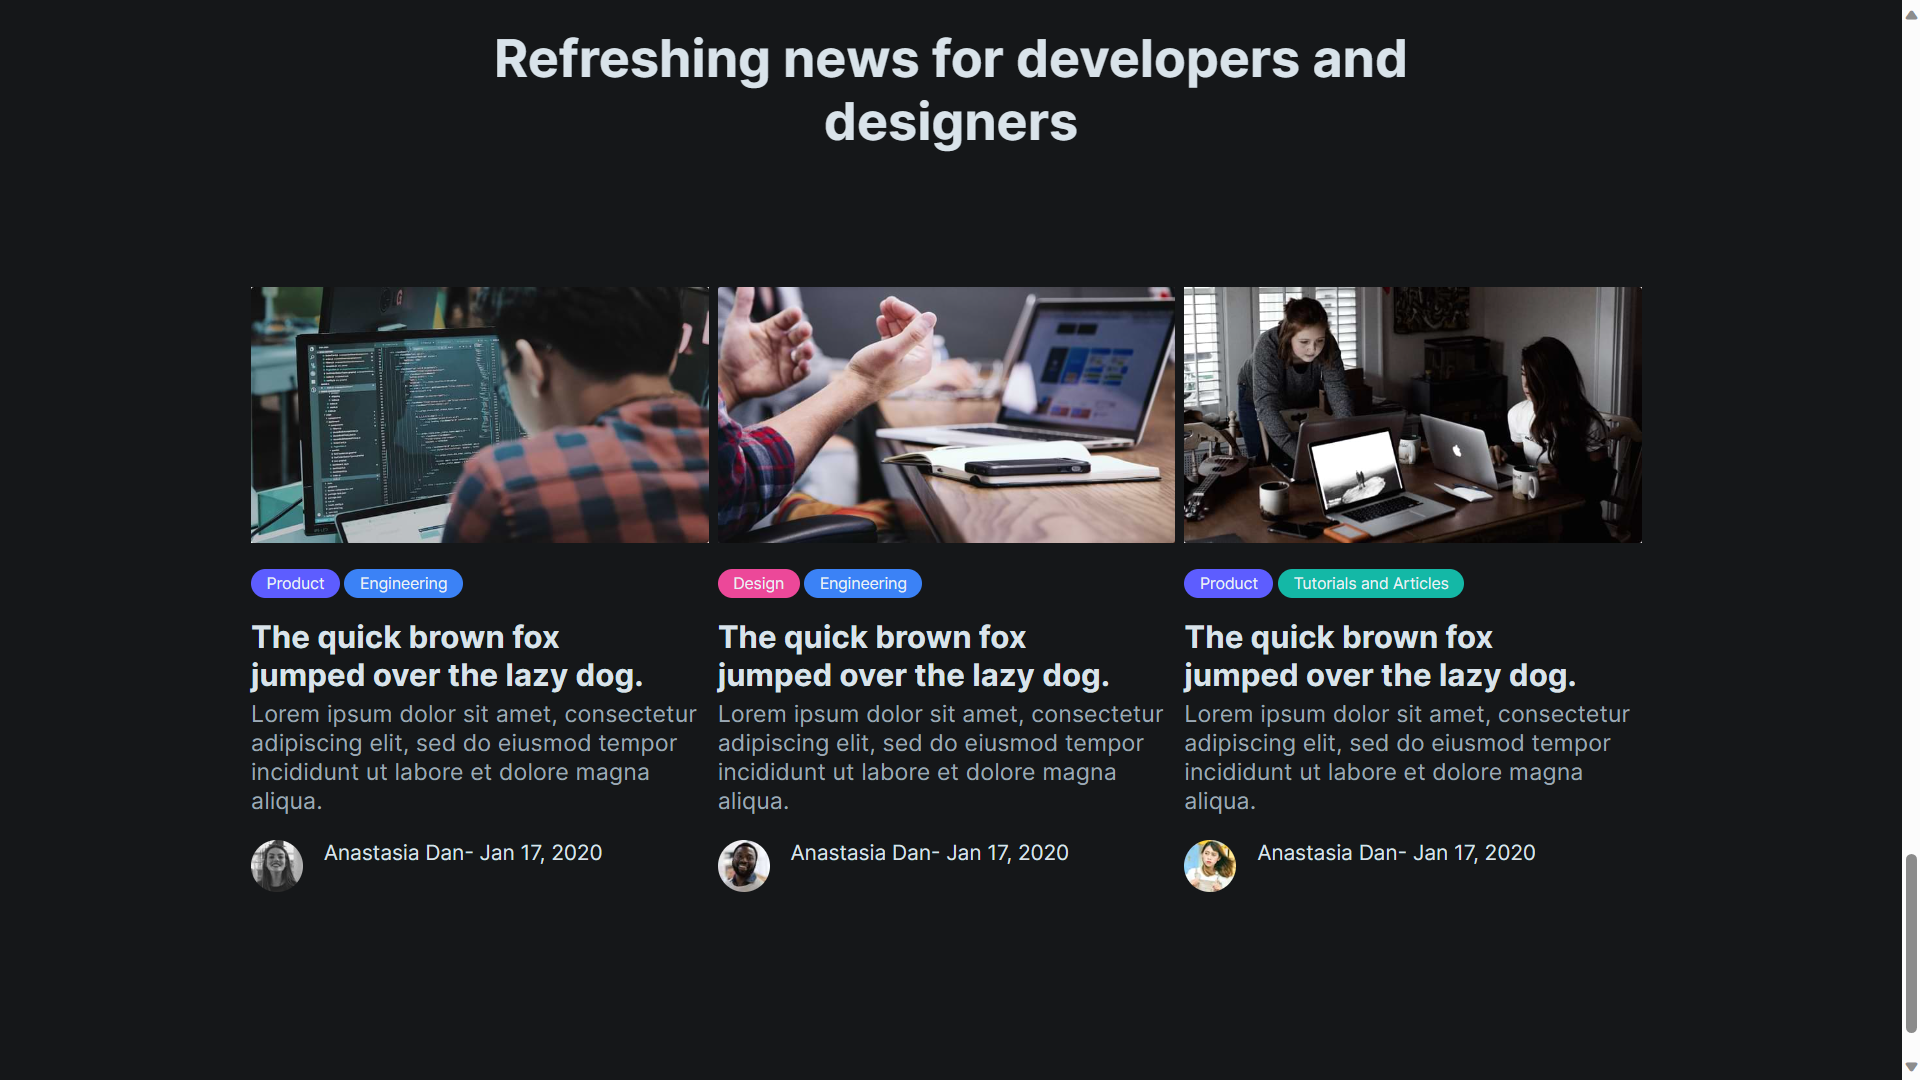 Refreshing news for developers and
designers
Product
Engineering
The quick brown fox
jumped over the lazy dog.
Lorem ipsum dolor sit amet, consectetur
adipiscing elit, sed do eiusmod tempor
incididunt ut labore et dolore magna
aliqua.
Anastasia Dan- Jan 17, 2020
Design
Engineering
The quick brown fox
jumped over the lazy dog.
Lorem ipsum dolor sit amet, consectetur
adipiscing elit, sed do eiusmod tempor
incididunt ut labore et dolore magna
aliqua.
Anastasia Dan- Jan 17, 2020
Product
Tutorials and Articles
The quick brown fox
jumped over the lazy dog.
Lorem ipsum dolor sit amet, consectetur
adipiscing elit, sed do eiusmod tempor
incididunt ut labore et dolore magna
aliqua.
Anastasia Dan- Jan 17, 2020